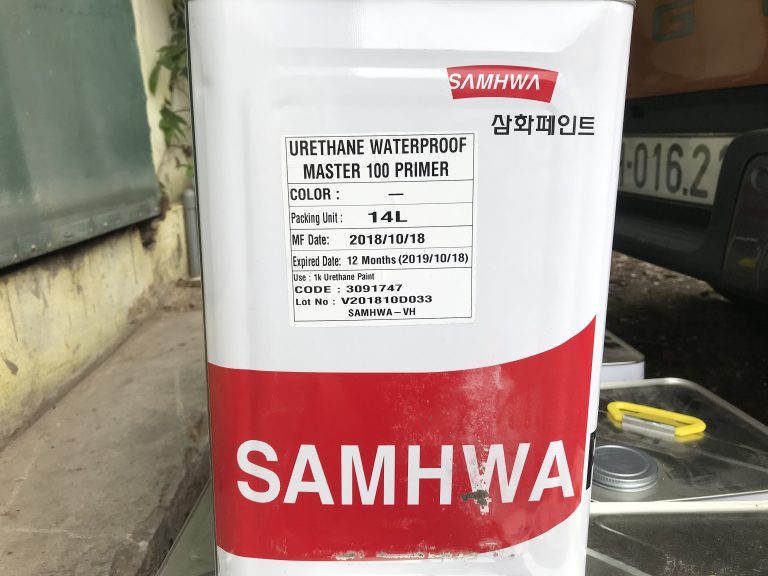 SAMHWA
삼화페인트
URETHANE WATERPROOF
MASTER 100 PRIMER
COLOR : —
Packing Unit : 14L
MF Date: 2018/10/18
Expired Date: 12 Months (2019/10/18)
Use : 1k Urethane Paint
CODE : 3091747
Lot No : V201810D033
SAMHWA-VH
G
016.2
SAMHWA